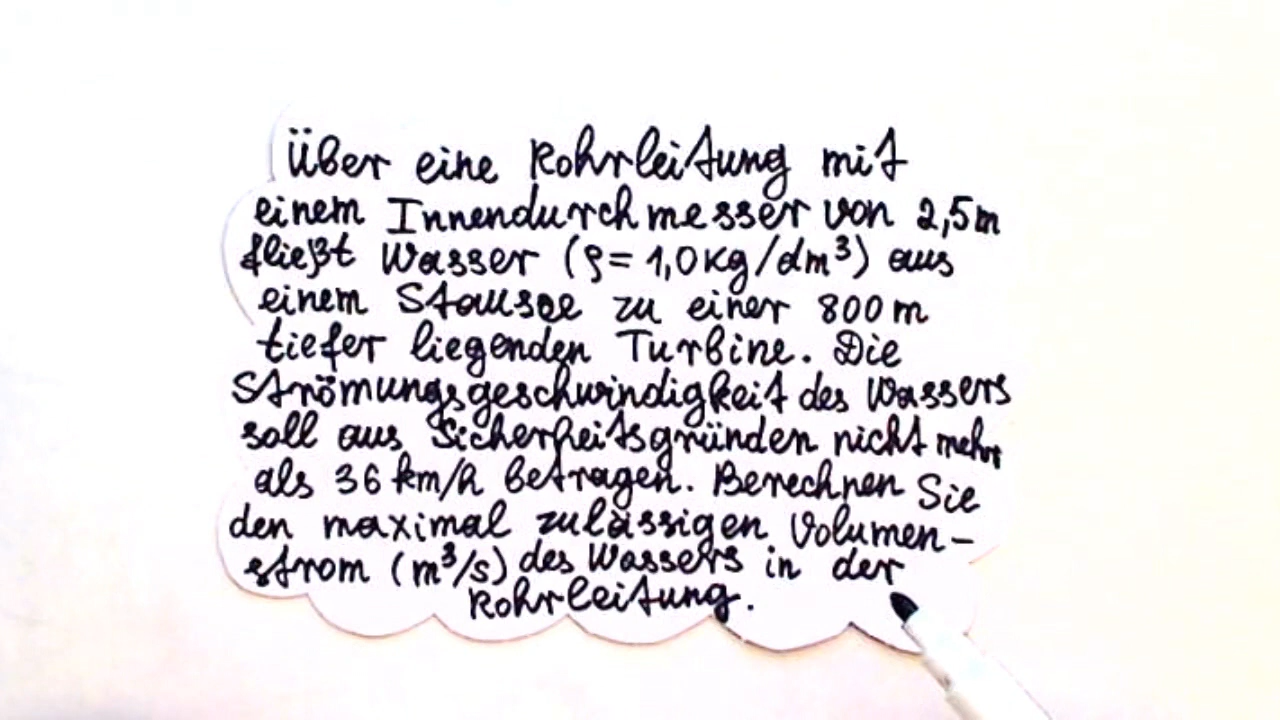 Über eine Rohrleitung mit
einem Innendurchmesser von 2,5m
fließt Wasser (ρ= 1,0kg/dm³) aus
einem Stausee zu einer 800m
tiefer liegenden Turbine. Die
Strömungsgeschwindigkeit des Wassers
soll aus Sicherheitsgründen nicht mehr
als 36 km/h betragen. Berechnen Sie
den maximal zulässigen Volumen-
strom (m³/s) des Wassers in der
Rohrleitung.